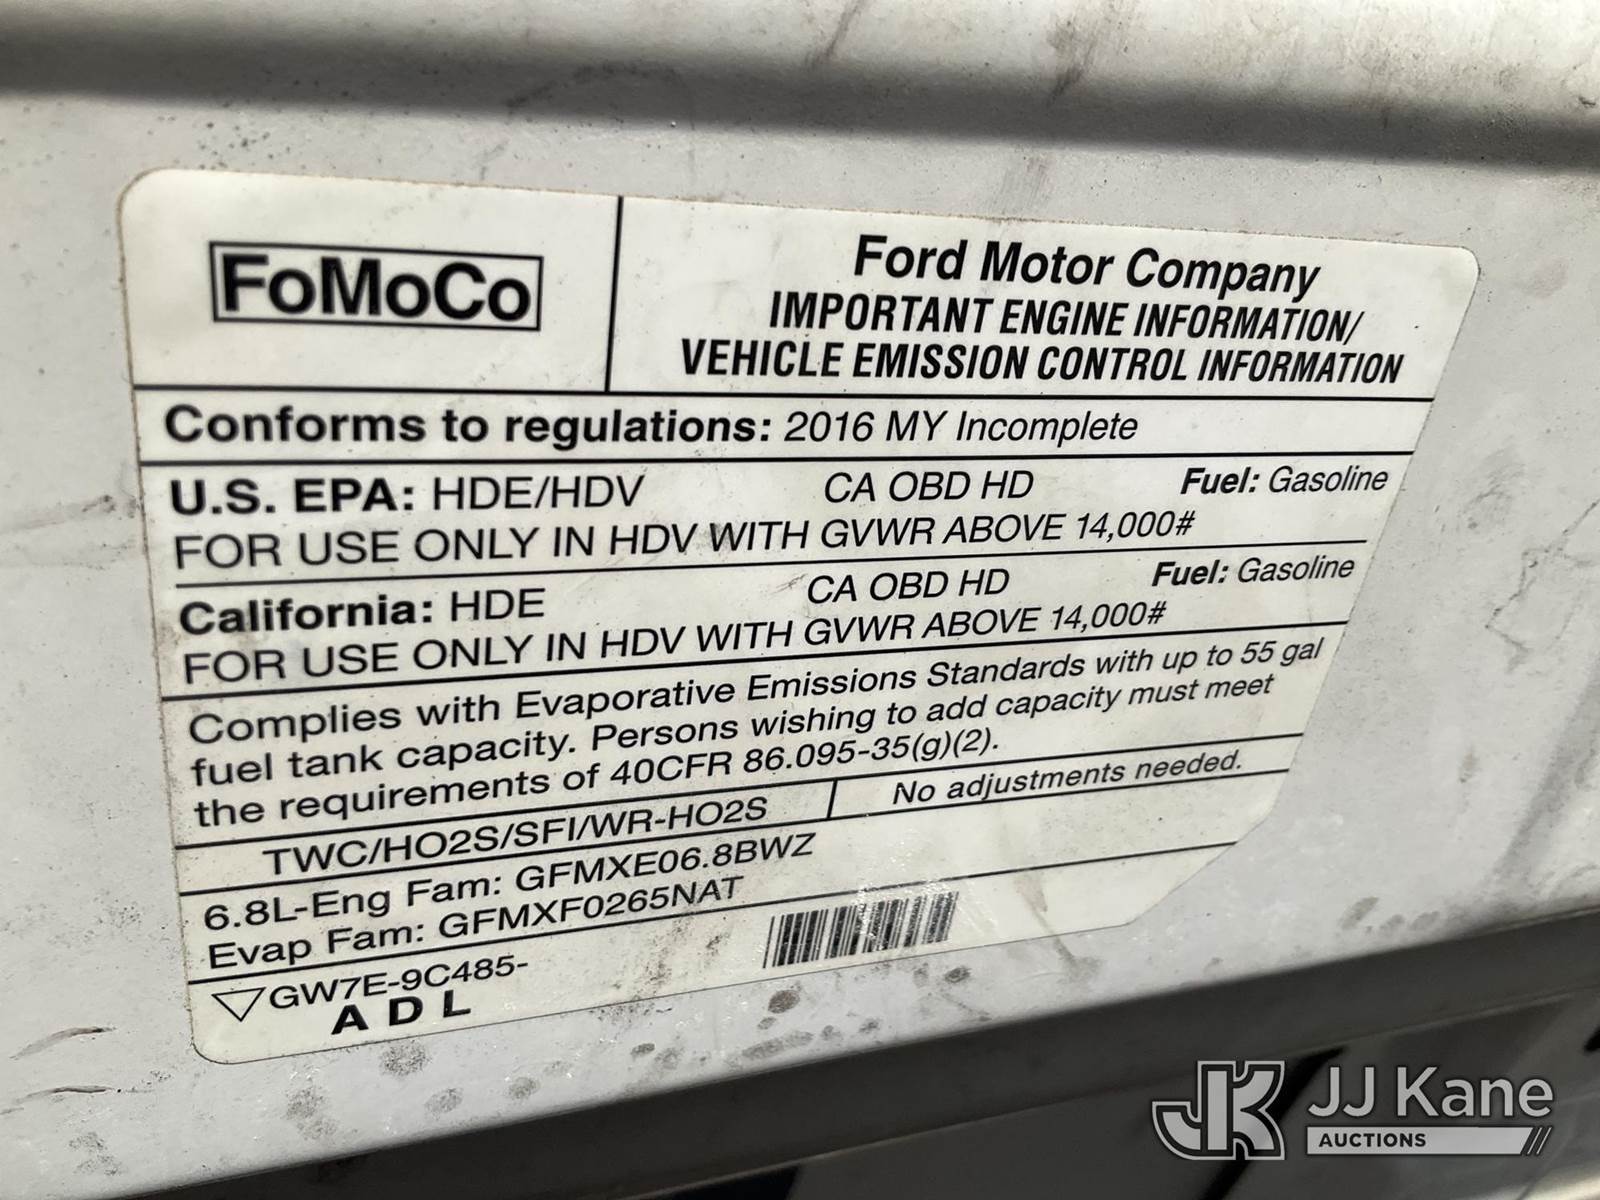 FoMoCo
Ford Motor Company
IMPORTANT ENGINE INFORMATION/
VEHICLE EMISSION CONTROL INFORMATION
Conforms to regulations: 2016 MY Incomplete
U.S. EPA: HDE/HDV CA OBD HD Fuel: Gasoline
FOR USE ONLY IN HDV WITH GVWR ABOVE 14,000#
California: HDE CA OBD HD Fuel: Gasoline
FOR USE ONLY IN HDV WITH GVWR ABOVE 14,000#
Complies with Evaporative Emissions Standards with up to 55 gal
fuel tank capacity. Persons wishing to add capacity must meet
the requirements of 40CFR 86.095-35(g)(2).
TWC/HO2S/SFI/WR-HO2S No adjustments needed.
6.8L-Eng Fam: GFMXE06.8BWZ
Evap Fam: GFMXF0265NAT
GW7E-9C485-
A D L
JK JJ Kane
AUCTIONS